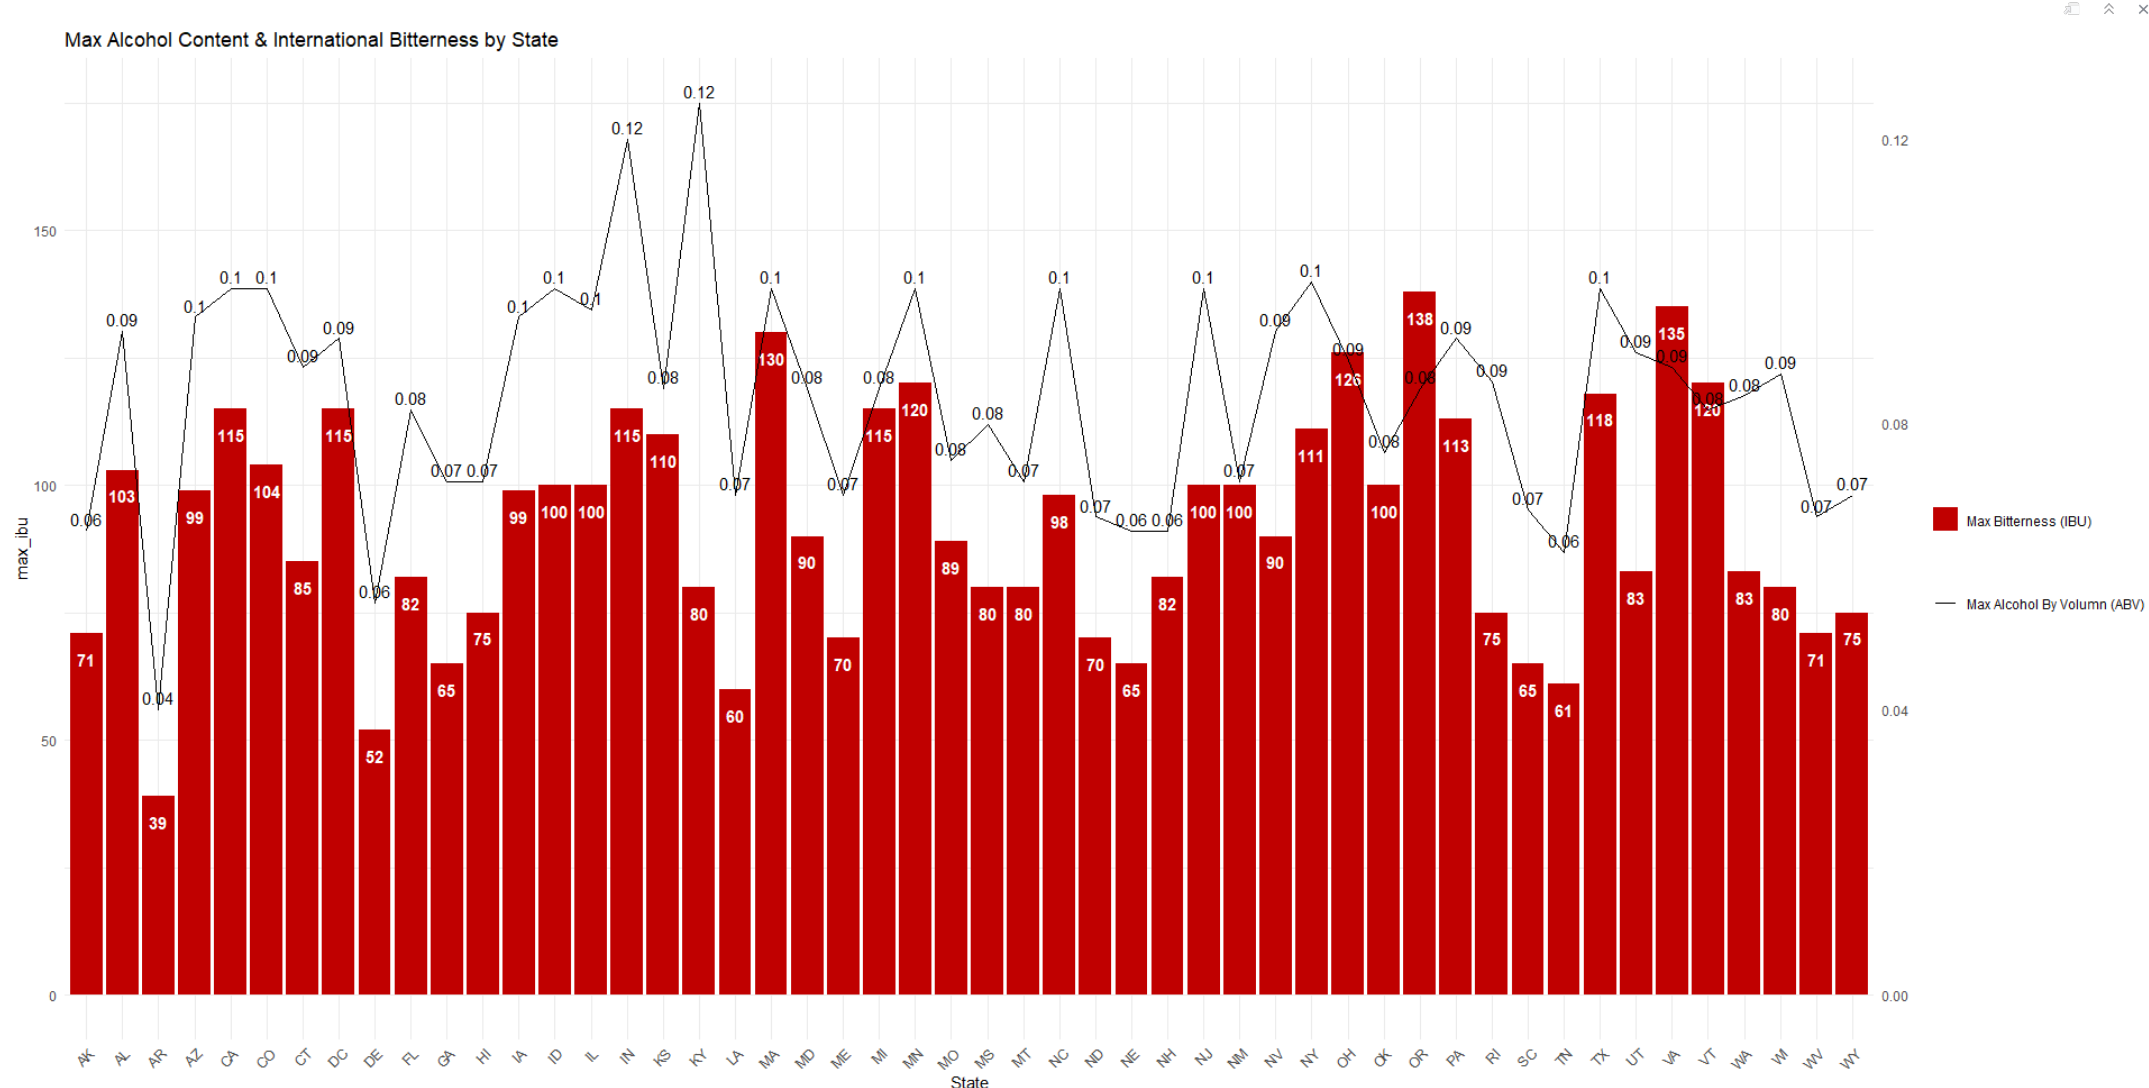 Max Alcohol Content & International Bitterness by State
max_ibu
150
100
50
0
0.12
0.08
0.04
0.00
0.06 0.09 0.04 0.1 0.1 0.1 0.09 0.09 0.06 0.08 0.07 0.07 0.1 0.1 0.1 0.12 0.08 0.12 0.07 0.1 0.08 0.07 0.08 0.1 0.08 0.08 0.07 0.1 0.07 0.06 0.06 0.1 0.07 0.09 0.1 0.09 0.08 0.08 0.09 0.09 0.07 0.06 0.1 0.09 0.09 0.08 0.08 0.09 0.07 0.07
71 103 39 99 115 104 85 115 52 82 65 75 99 100 100 115 110 80 60 130 90 70 115 120 89 80 80 98 70 65 82 100 100 90 111 126 100 138 113 75 65 61 118 83 135 120 83 80 71 75
AK AL AR AZ CA CO CT DC DE FL GA HI IA ID IL IN KS KY LA MA MD ME MI MN MO MS MT NC ND NE NH NJ NM NV NY OH OK OR PA RI SC TN TX UT VA VT WA WI WV WY
State
Max Bitterness (IBU)
Max Alcohol By Volumn (ABV)